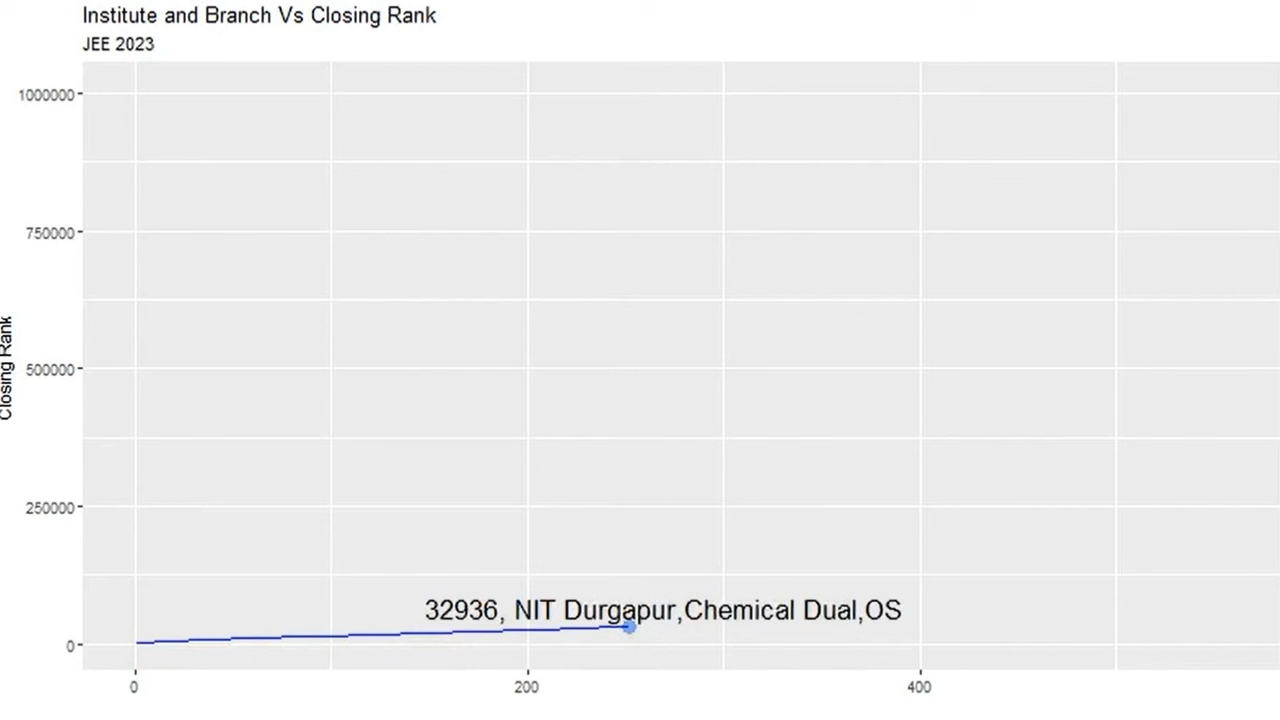 Institute and Branch Vs Closing Rank
JEE 2023
1000000
750000
500000
250000
0
Closing Rank
32936, NIT Durgapur,Chemical Dual,OS
0 200 400